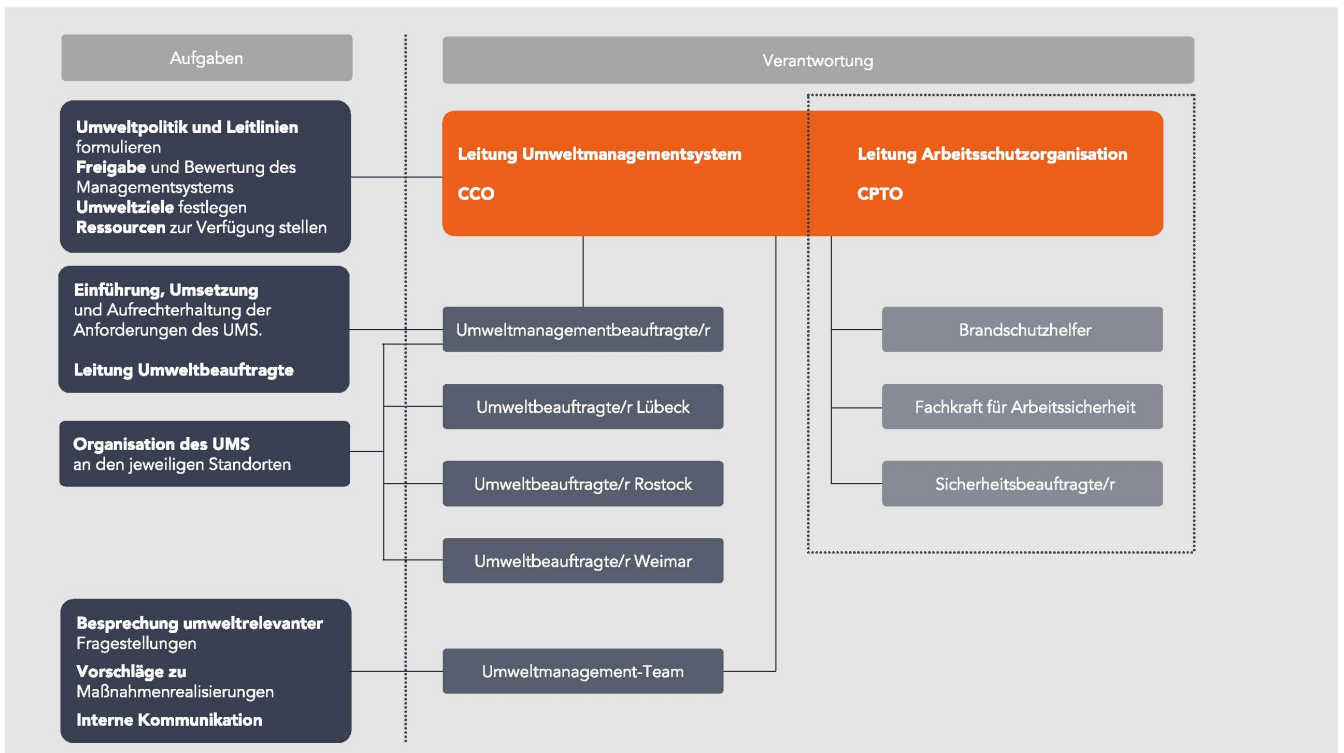 Aufgaben
Verantwortung
Umweltpolitik und Leitlinien
formulieren
Freigabe und Bewertung des
Managementsystems
Umweltziele festlegen
Ressourcen zur Verfügung stellen
Leitung Umweltmanagementsystem
CCO
Leitung Arbeitsschutzorganisation
CPTO
Einführung, Umsetzung
und Aufrechterhaltung der
Anforderungen des UMS.
Leitung Umweltbeauftragte
Umweltmanagementbeauftragte/r
Brandschutzhelfer
Umweltbeauftragte/r Lübeck
Fachkraft für Arbeitssicherheit
Organisation des UMS
an den jeweiligen Standorten
Umweltbeauftragte/r Rostock
Sicherheitsbeauftragte/r
Umweltbeauftragte/r Weimar
Besprechung umweltrelevanter
Fragestellungen
Vorschläge zu
Maßnahmenrealisierungen
Interne Kommunikation
Umweltmanagement-Team